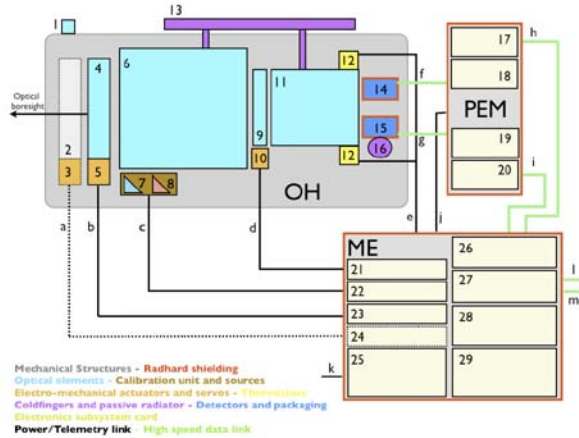 13
1
12
17
h
6
4
11
18
f
14
Optical
boresight
PEM
15
g
19
9
2
16
10
12
20
i
3
5
7
8
OH
a
b
c
d
e
j
ME
26
21
27
l
22
m
23
28
24
25
29
k
Mechanical Structures - Radhard shielding
Optical elements - Calibration unit and sources
Electro-mechanical actuators and servos - Thermistors
Coldfingers and passive radiator - Detectors and packaging
Electronics subsystem card
Power/Telemetry link - High speed data link